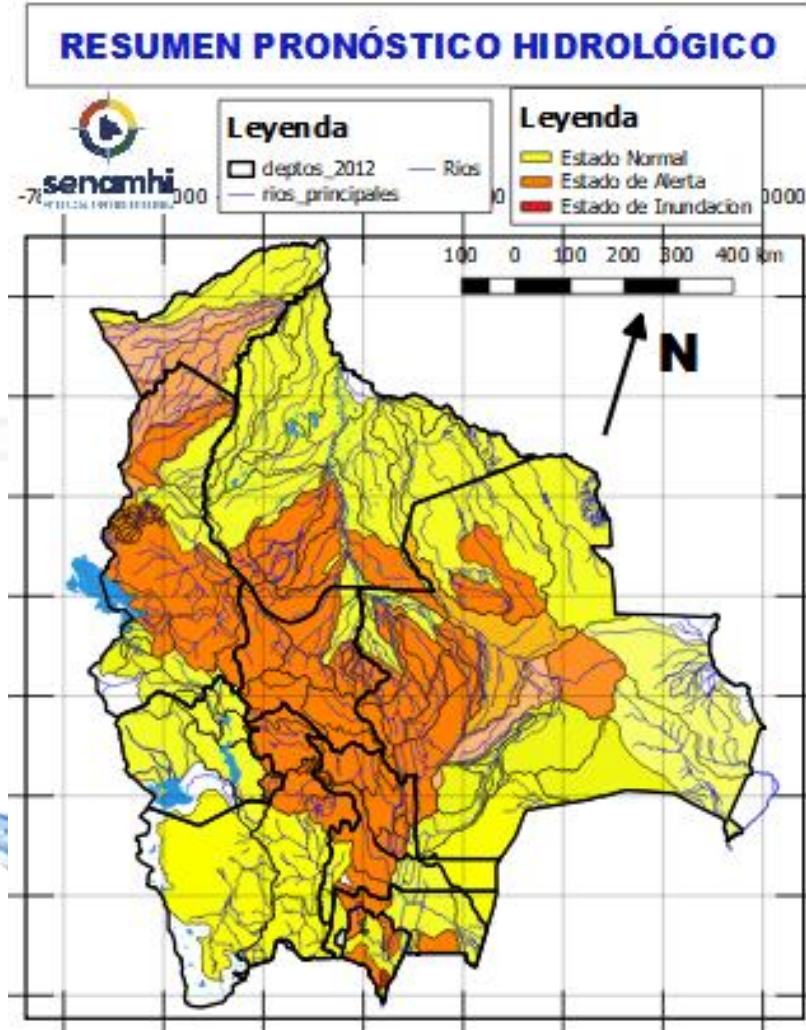 RESUMEN PRONÓSTICO HIDROLÓGICO
senamhi
Leyenda
deptos_2012
Rios
rios_principales
Leyenda
Estado Normal
Estado de Alerta
Estado de Inundacion
100 0 100 200 300 400 km
N